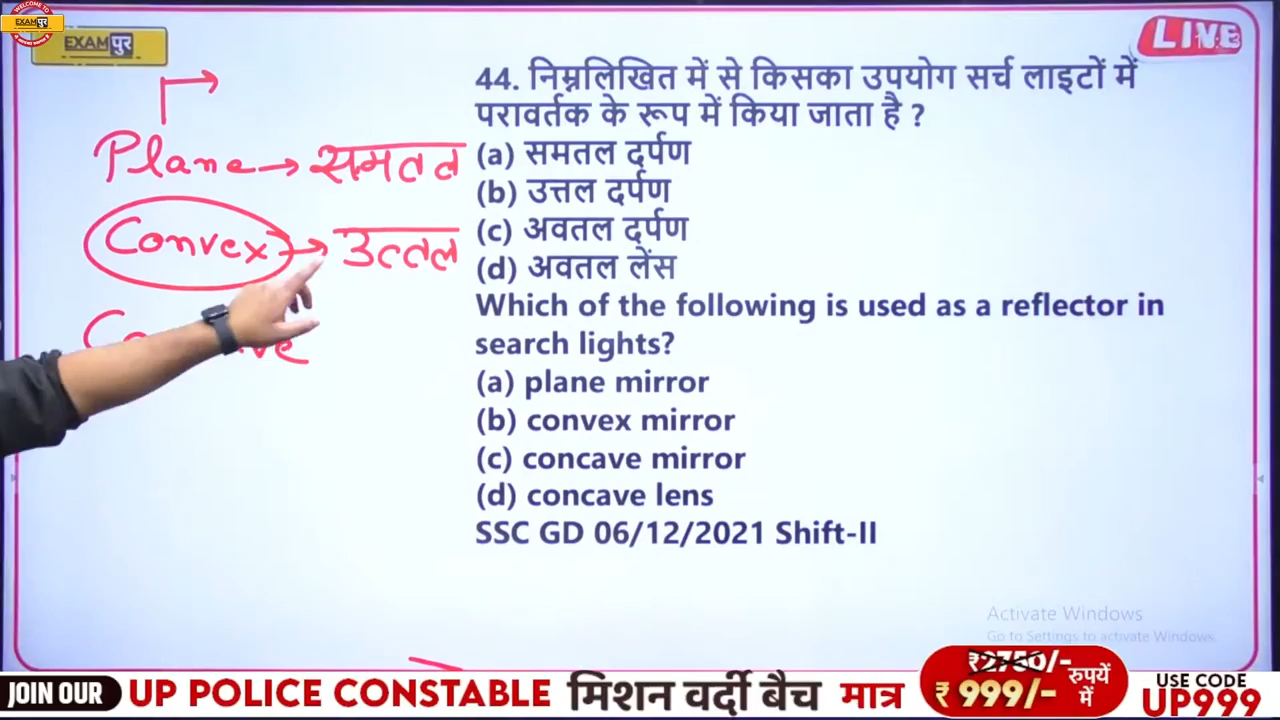 WELCOME TO
EXAMपुर
EXAMपुर
LIVE
44. निम्नलिखित में से किसका उपयोग सर्च लाइटों में
परावर्तक के रूप में किया जाता है ?
(a) समतल दर्पण
(b) उत्तल दर्पण
(c) अवतल दर्पण
(d) अवतल लेंस
Which of the following is used as a reflector in
search lights?
(a) plane mirror
(b) convex mirror
(c) concave mirror
(d) concave lens
SSC GD 06/12/2021 Shift-II
Plane → समतल
Convex → उत्तल
Activate Windows
Go to Settings to activate Windows.
JOIN OUR UP POLICE CONSTABLE मिशन वर्दी बैच मात्र
₹2750/-
₹999/-
रुपयें
में
USE CODE
UP999